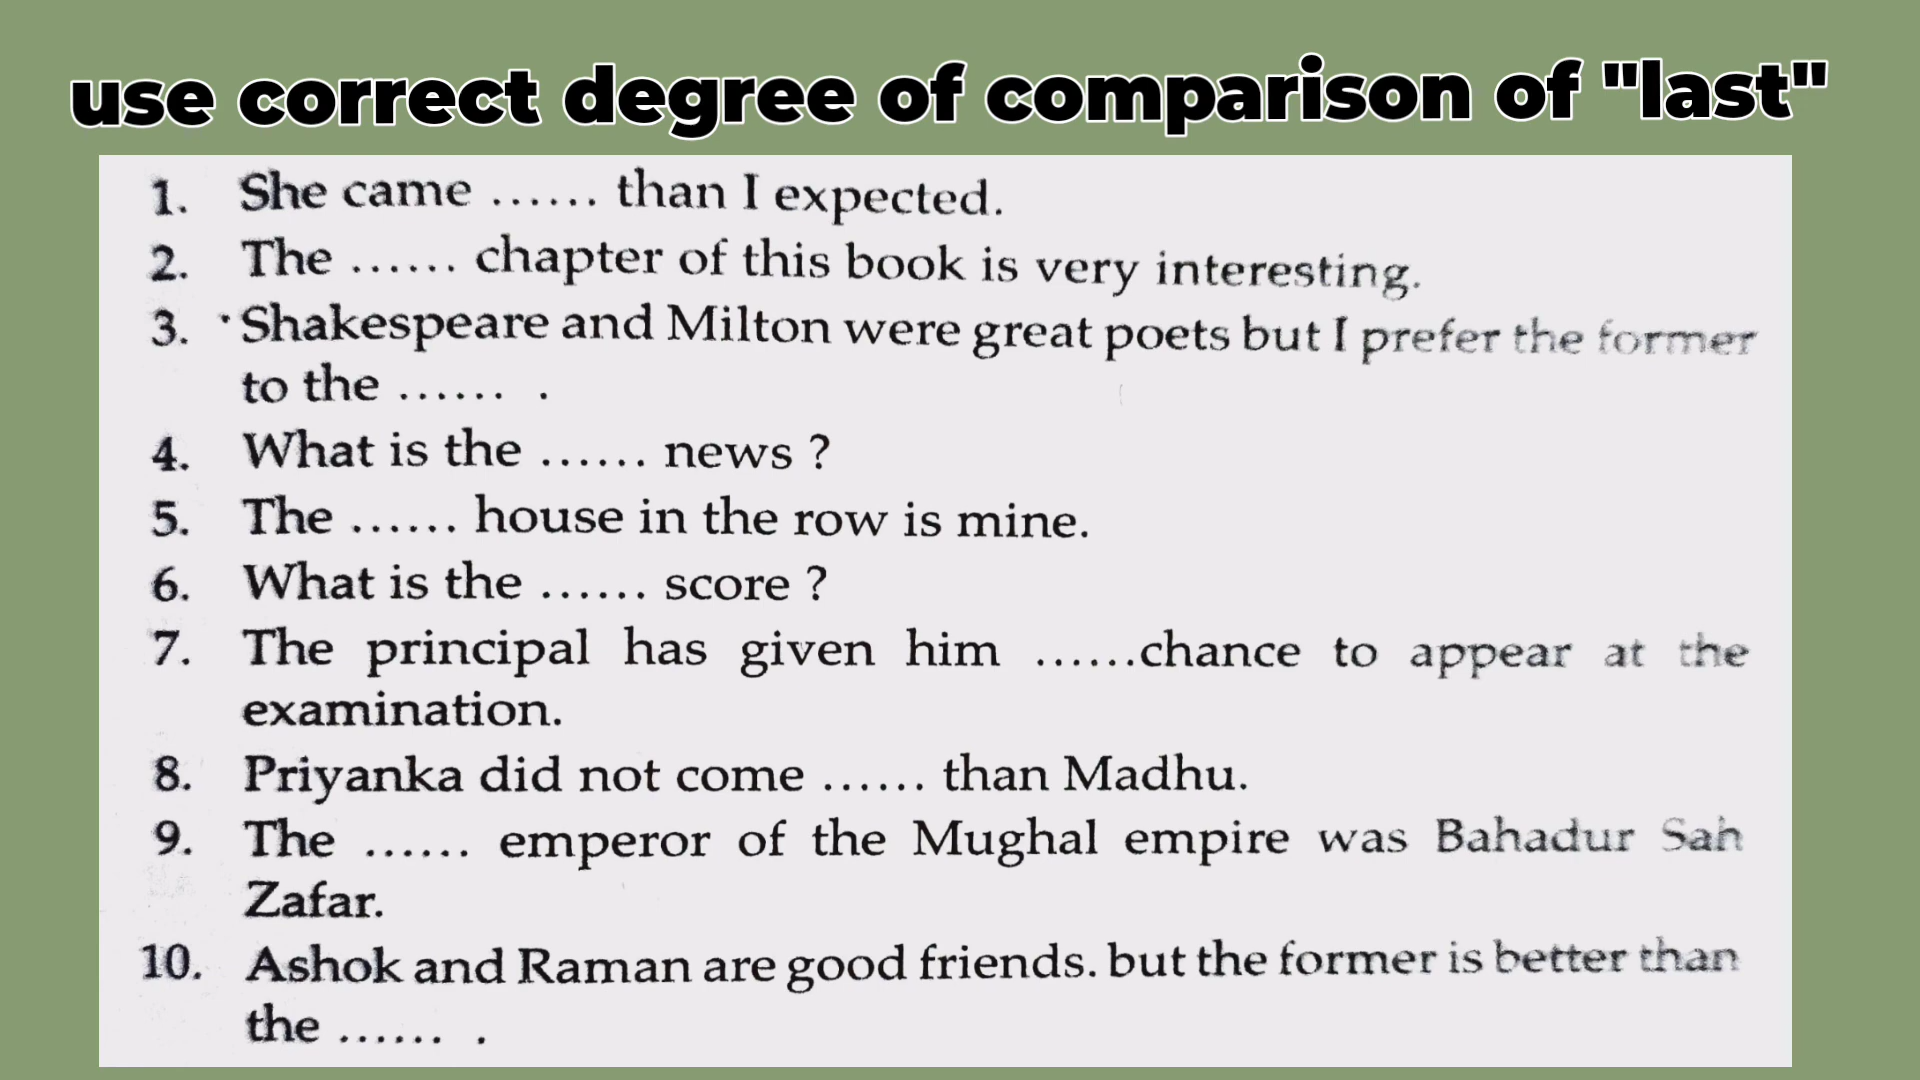 use correct degree of comparison of "last"
1. She came ...... than I expected.
2. The ...... chapter of this book is very interesting.
3. Shakespeare and Milton were great poets but I prefer the former
to the ...... .
4. What is the ...... news ?
5. The ...... house in the row is mine.
6. What is the ...... score ?
7. The principal has given him ......chance to appear at the
examination.
8. Priyanka did not come ...... than Madhu.
9. The ...... emperor of the Mughal empire was Bahadur Sah
Zafar.
10. Ashok and Raman are good friends. but the former is better than
the ...... .